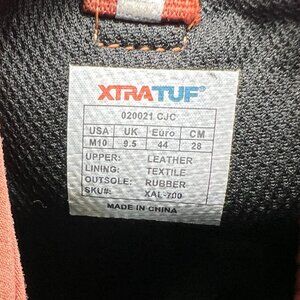 XTRATUF
020021 CJC
USA UK Euro CM
M10 9.5 44 28
UPPER: LEATHER
LINING: TEXTILE
OUTSOLE: RUBBER
SKU#: XAL-700
MADE IN CHINA